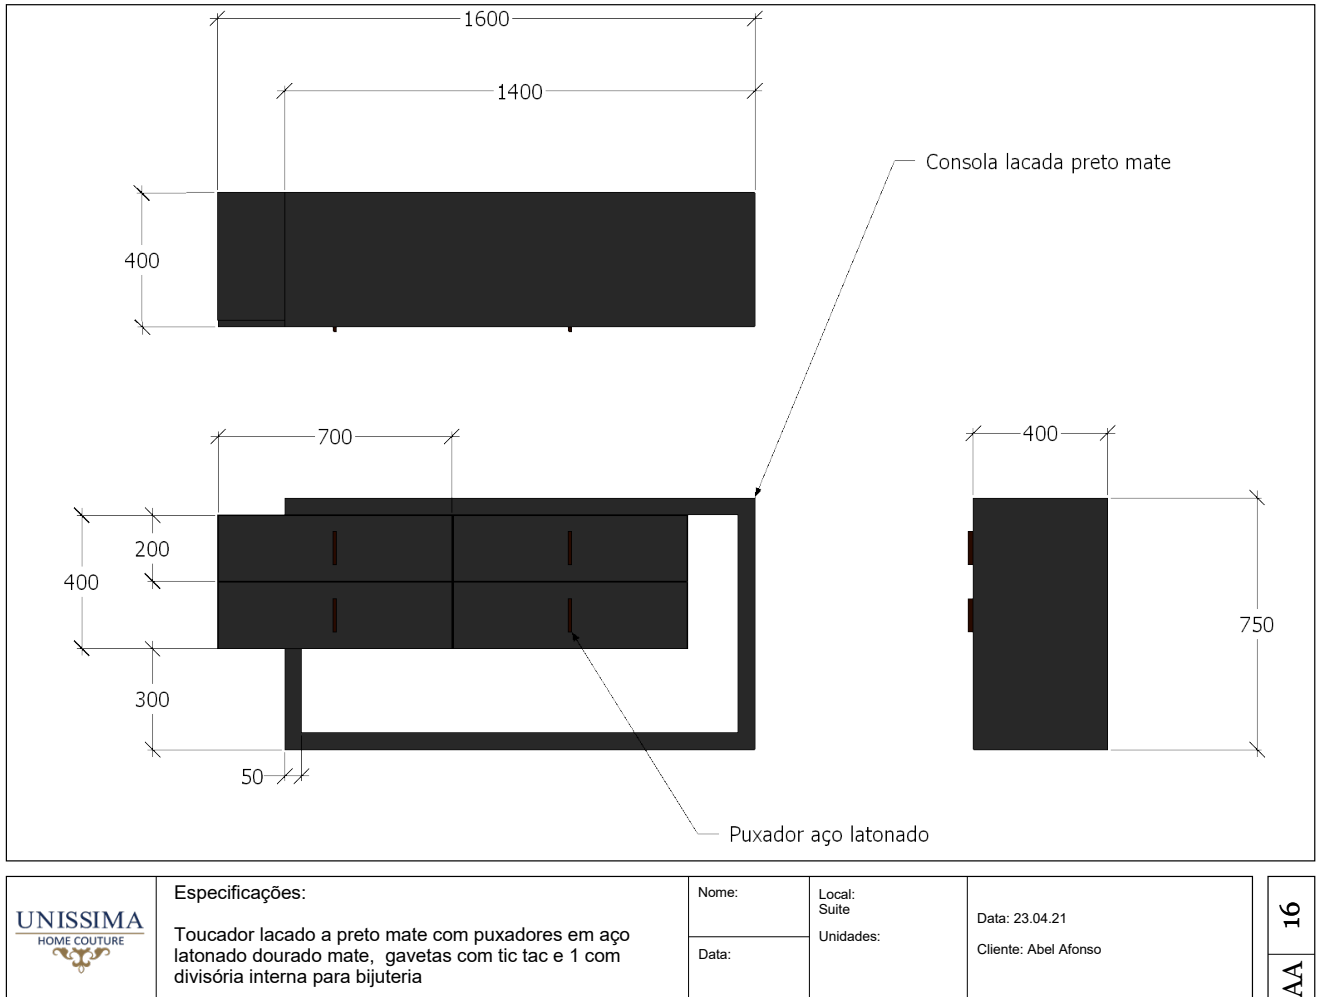 1600
1400
Consola lacada preto mate
400
700
400
200
400
750
300
50
Puxador aço latonado
UNISSIMA
HOME COUTURE
Especificações:
Toucador lacado a preto mate com puxadores em aço
latonado dourado mate, gavetas com tic tac e 1 com
divisória interna para bijuteria
Nome:
Data:
Local:
Suite
Unidades:
Data: 23.04.21
Cliente: Abel Afonso
16
AA